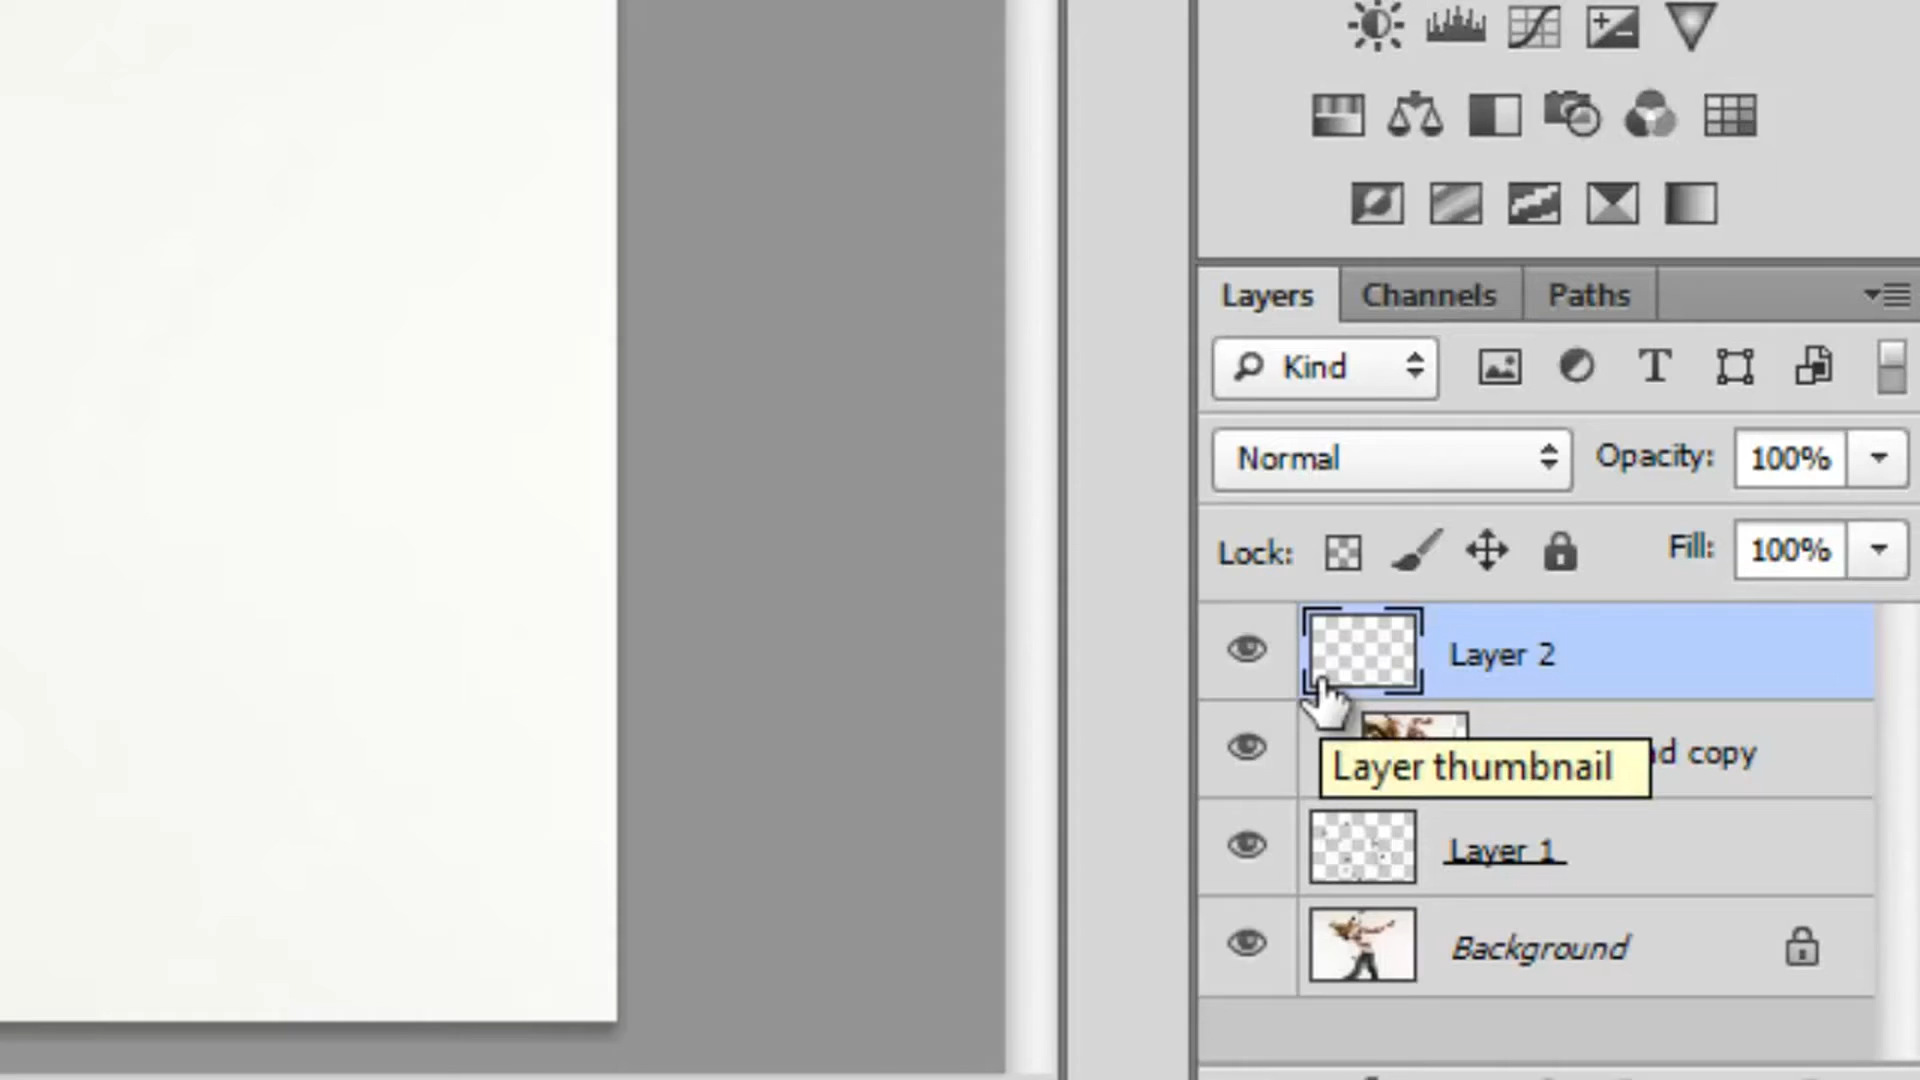 Layers Channels Paths
Kind
Normal Opacity: 100%
Lock: Fill: 100%
Layer 2
copy
Layer thumbnail
Layer 1
Background